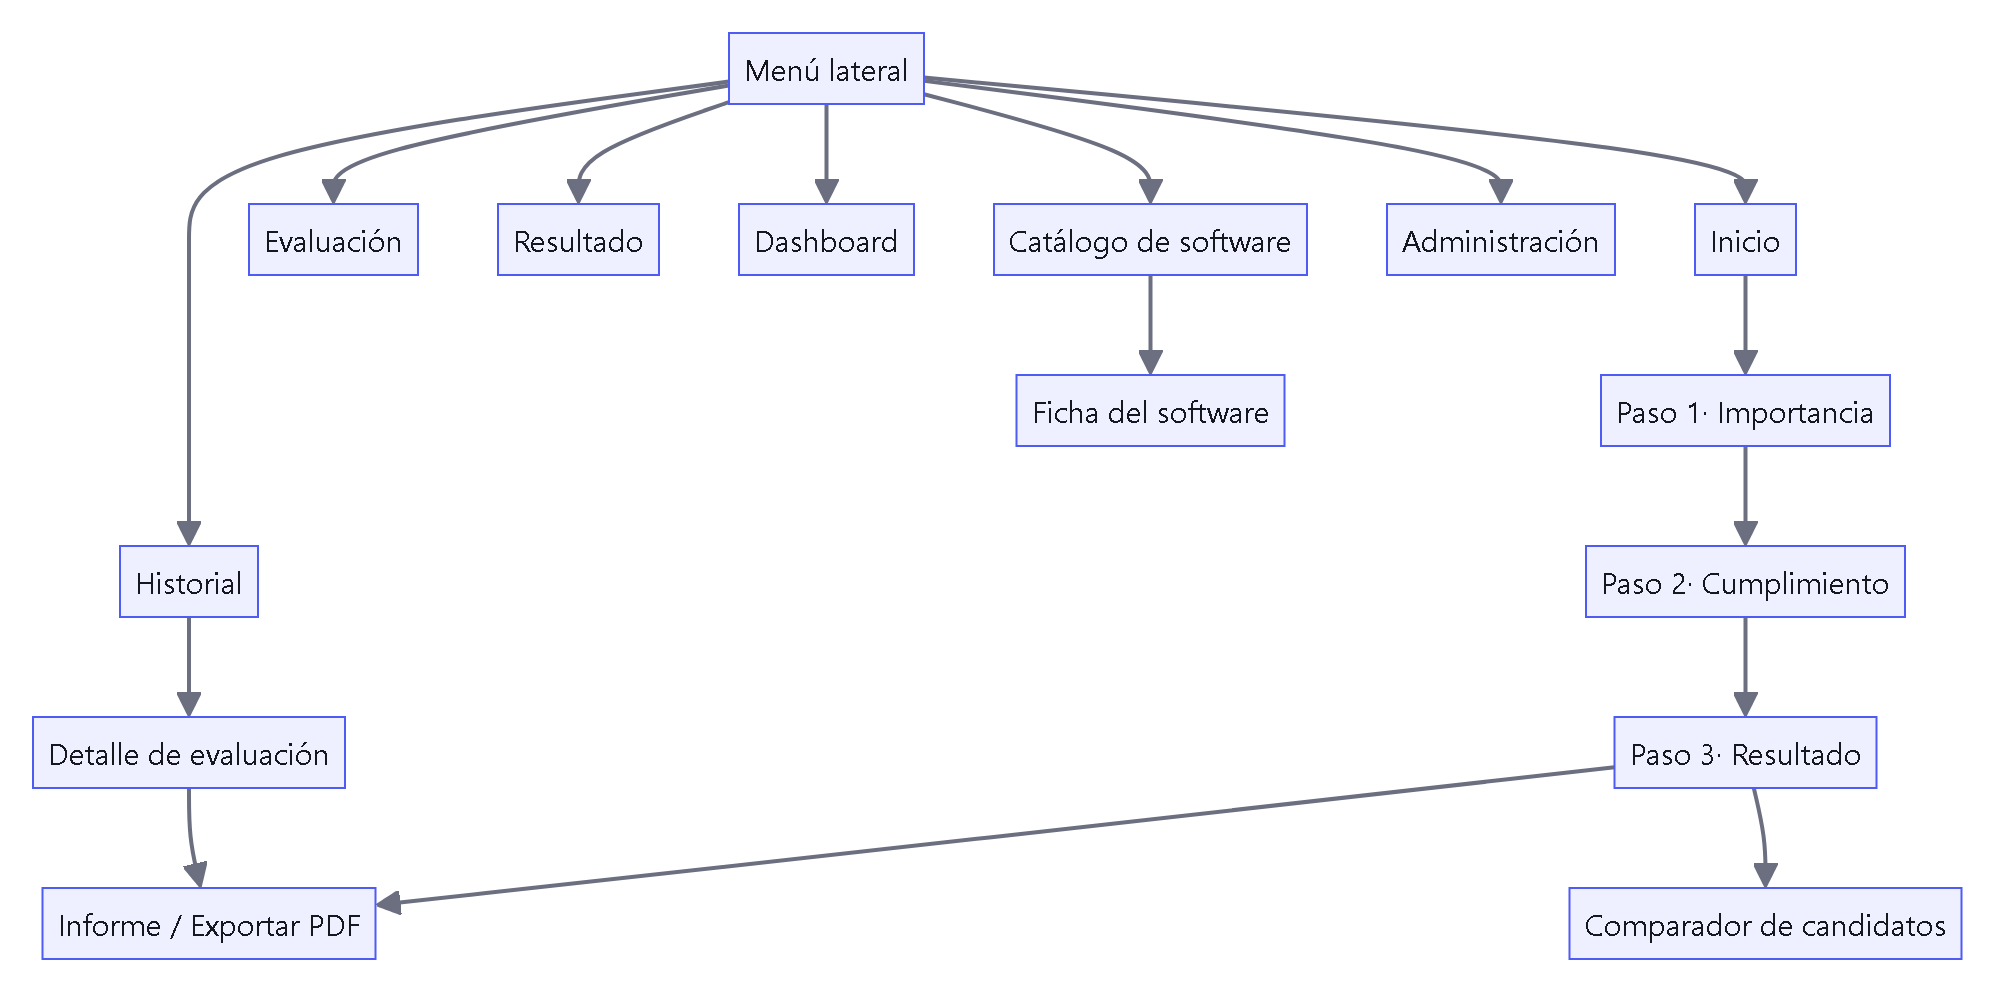 Menú lateral
Evaluación
Resultado
Dashboard
Catálogo de software
Administración
Inicio
Ficha del software
Paso 1· Importancia
Historial
Paso 2· Cumplimiento
Detalle de evaluación
Paso 3· Resultado
Informe / Exportar PDF
Comparador de candidatos